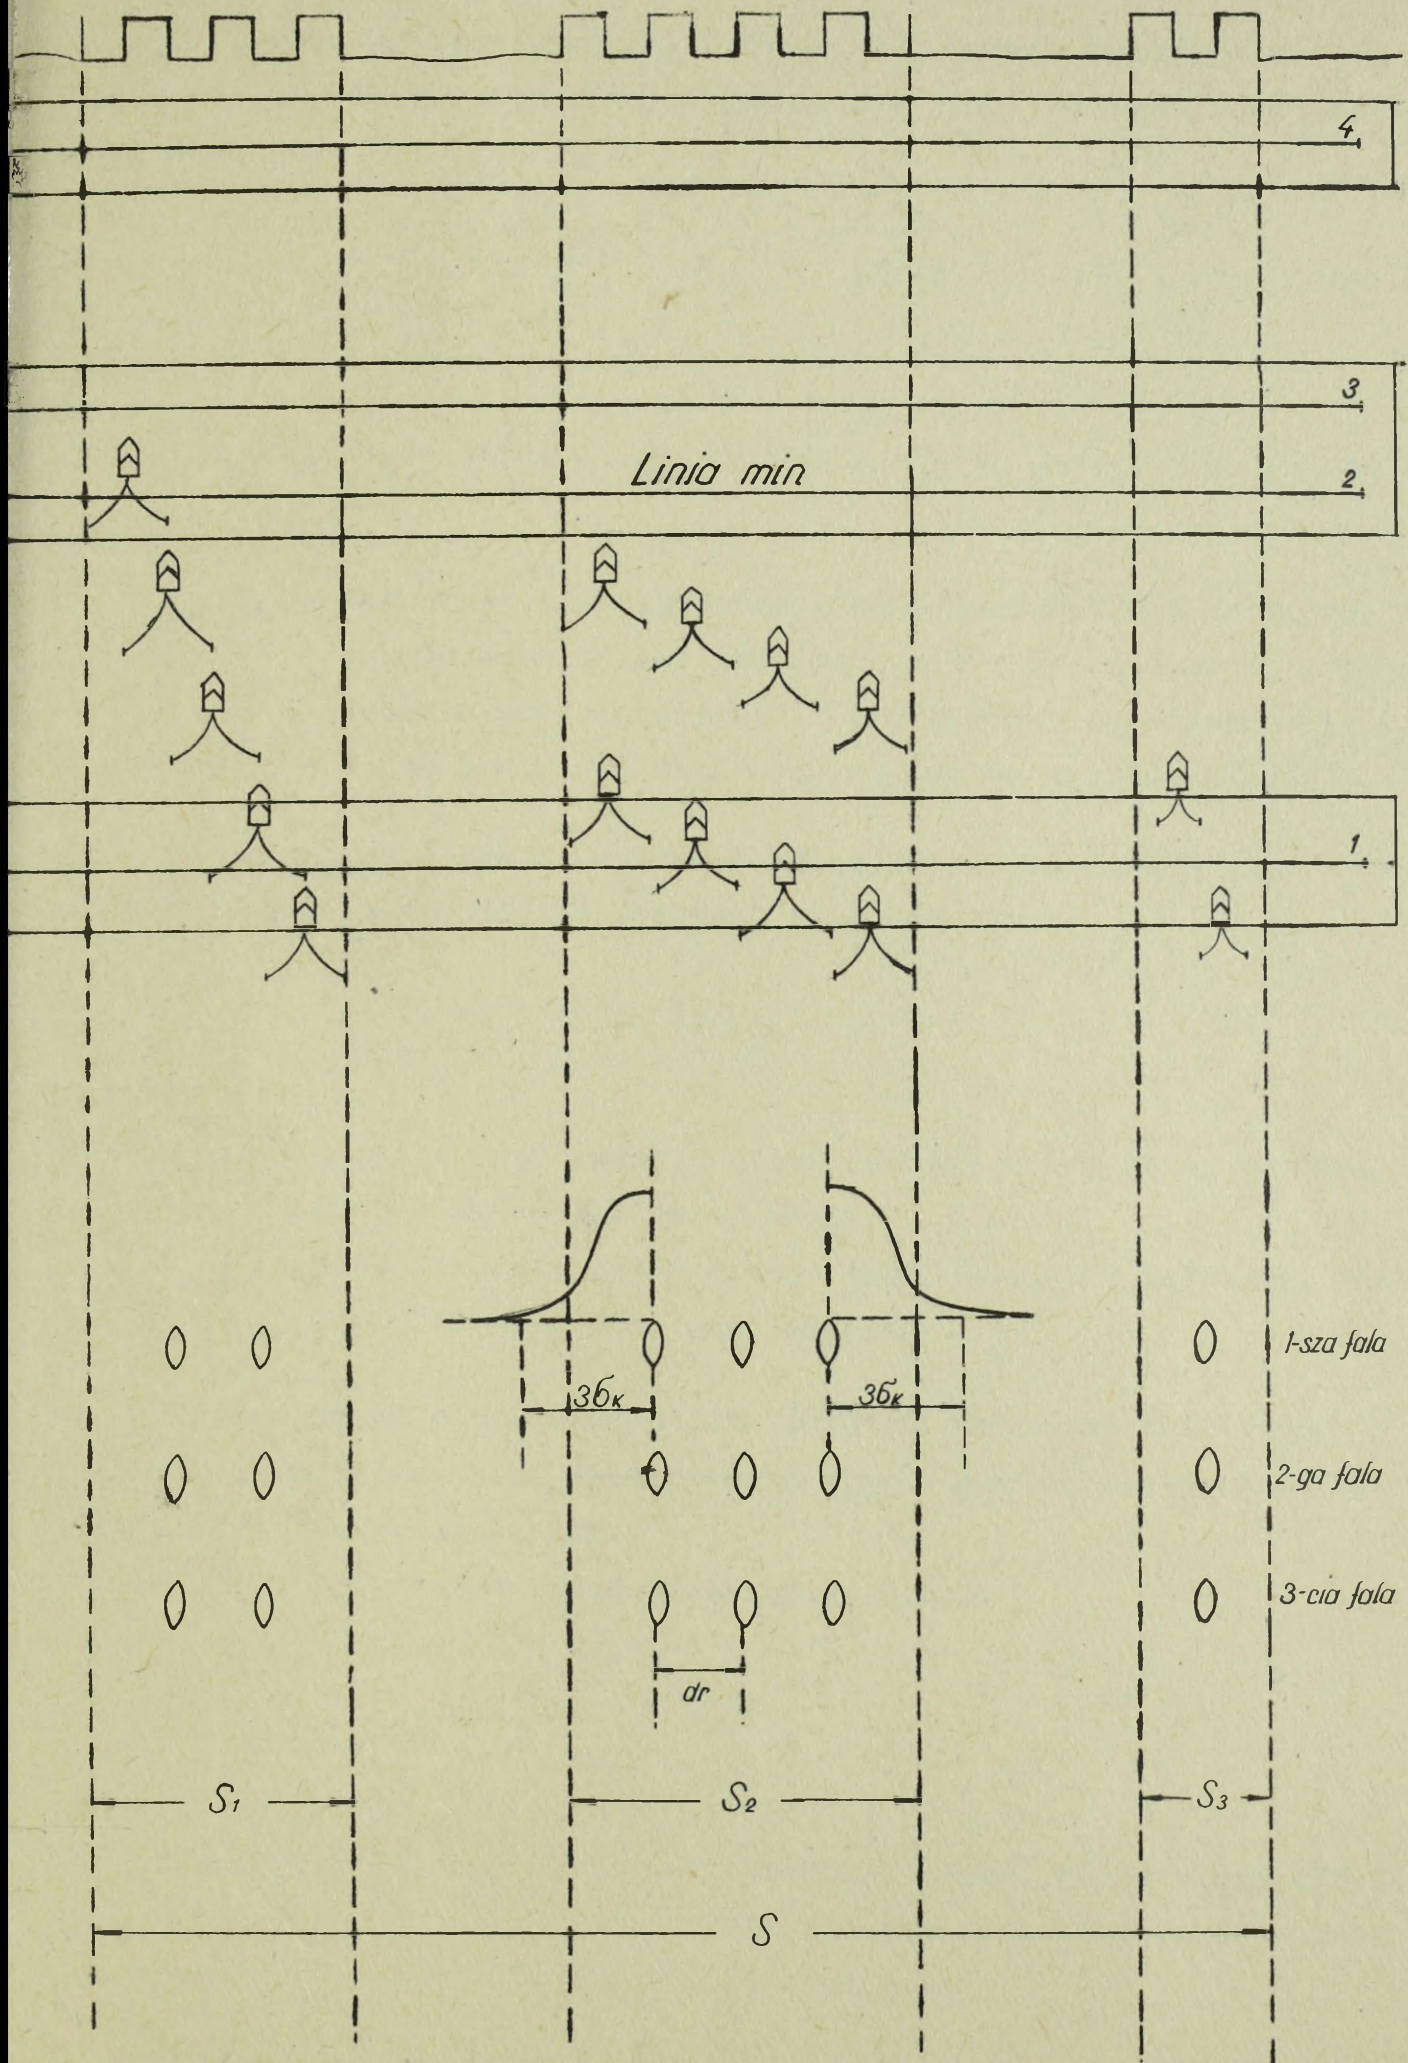 4
3
Linia min
2
1
1-sza fala
3σк
3σк
2-ga fala
3-cia fala
dr
S1
S2
S3
S